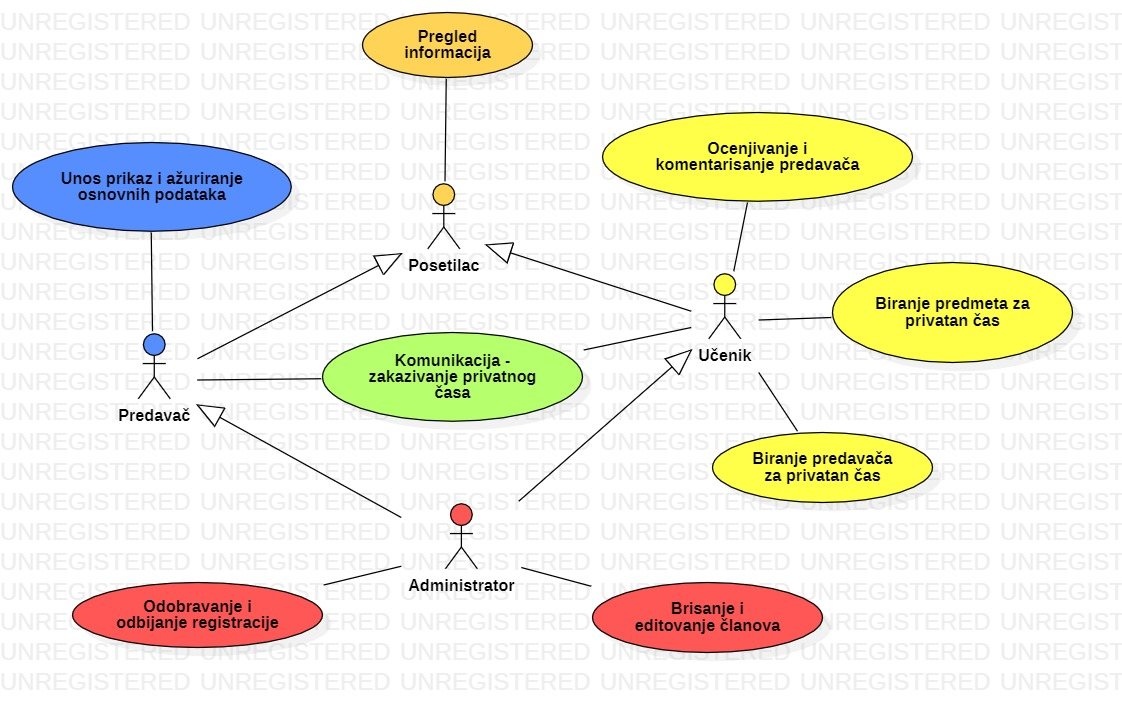 Pregled
informacija
Ocenjivanje i
komentarisanje predavača
Unos prikaz i ažuriranje
osnovnih podataka
Posetilac
Biranje predmeta za
privatan čas
Učenik
Komunikacija -
zakazivanje privatnog
časa
Predavač
Biranje predavača
za privatan čas
Administrator
Odobravanje i
odbijanje registracije
Brisanje i
editovanje članova
UNREGISTERED